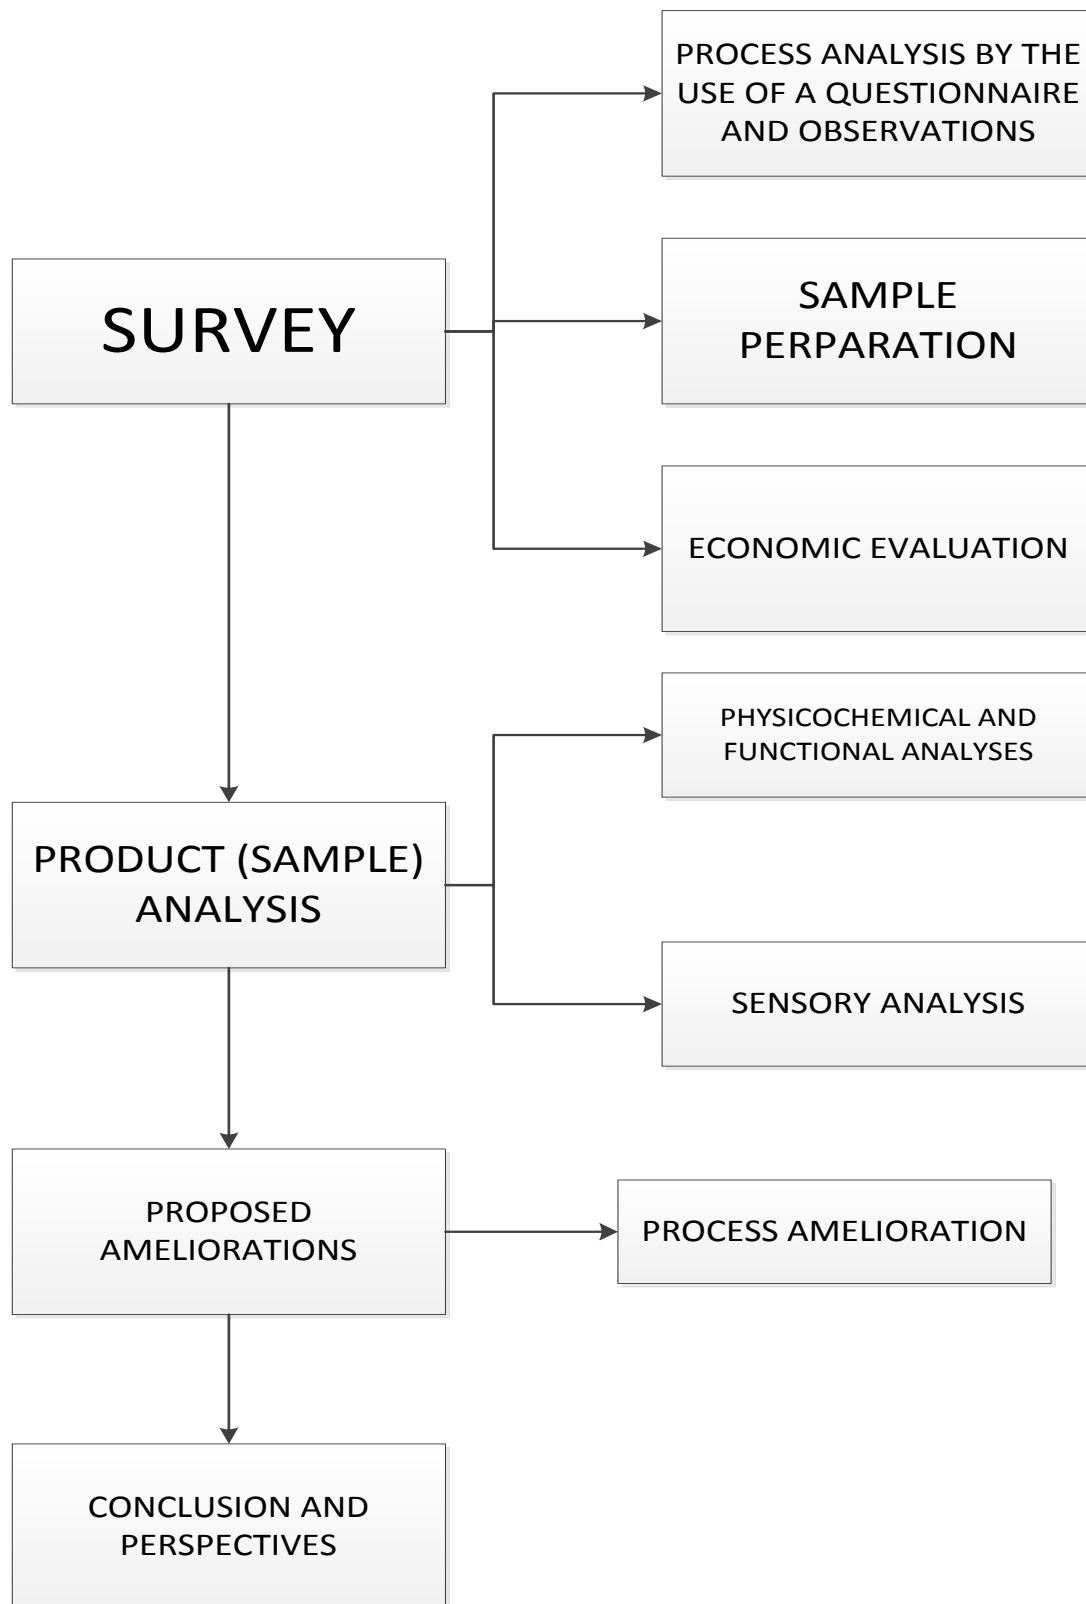 PROCESS ANALYSIS BY THE
USE OF A QUESTIONNAIRE
AND OBSERVATIONS
SURVEY
SAMPLE
PERPARATION
ECONOMIC EVALUATION
PHYSICOCHEMICAL AND
FUNCTIONAL ANALYSES
PRODUCT (SAMPLE)
ANALYSIS
SENSORY ANALYSIS
PROPOSED
AMELIORATIONS
PROCESS AMELIORATION
CONCLUSION AND
PERSPECTIVES